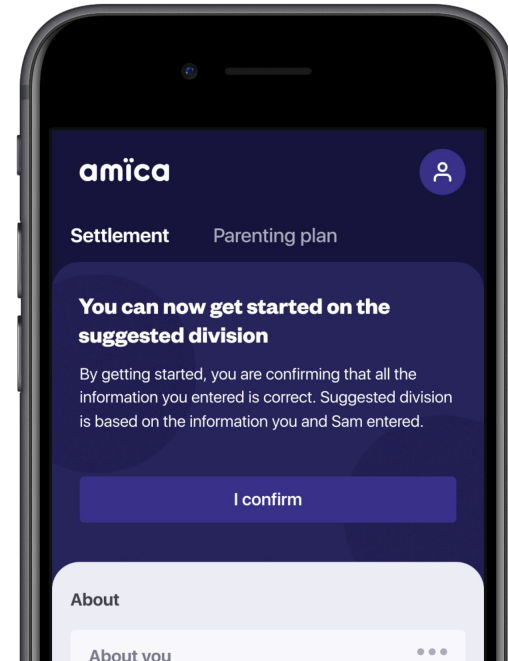 amïca
Settlement Parenting plan
You can now get started on the
suggested division
By getting started, you are confirming that all the
information you entered is correct. Suggested division
is based on the information you and Sam entered.
I confirm
About
About you